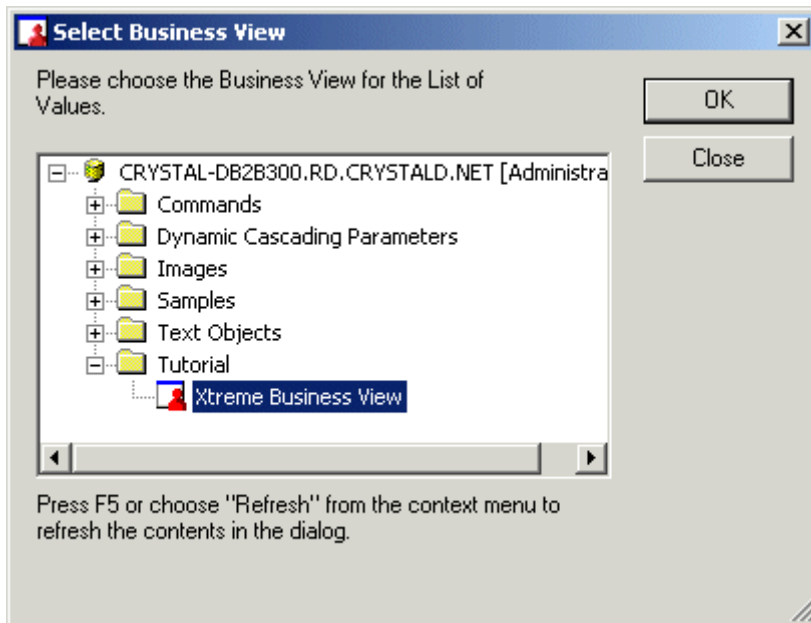 Select Business View
Please choose the Business View for the List of
Values.
OK
Close
CRYSTAL-DB2B300.RD.CRYSTALD.NET [Administra
Commands
Dynamic Cascading Parameters
Images
Samples
Text Objects
Tutorial
Xtreme Business View
Press F5 or choose "Refresh" from the context menu to
refresh the contents in the dialog.